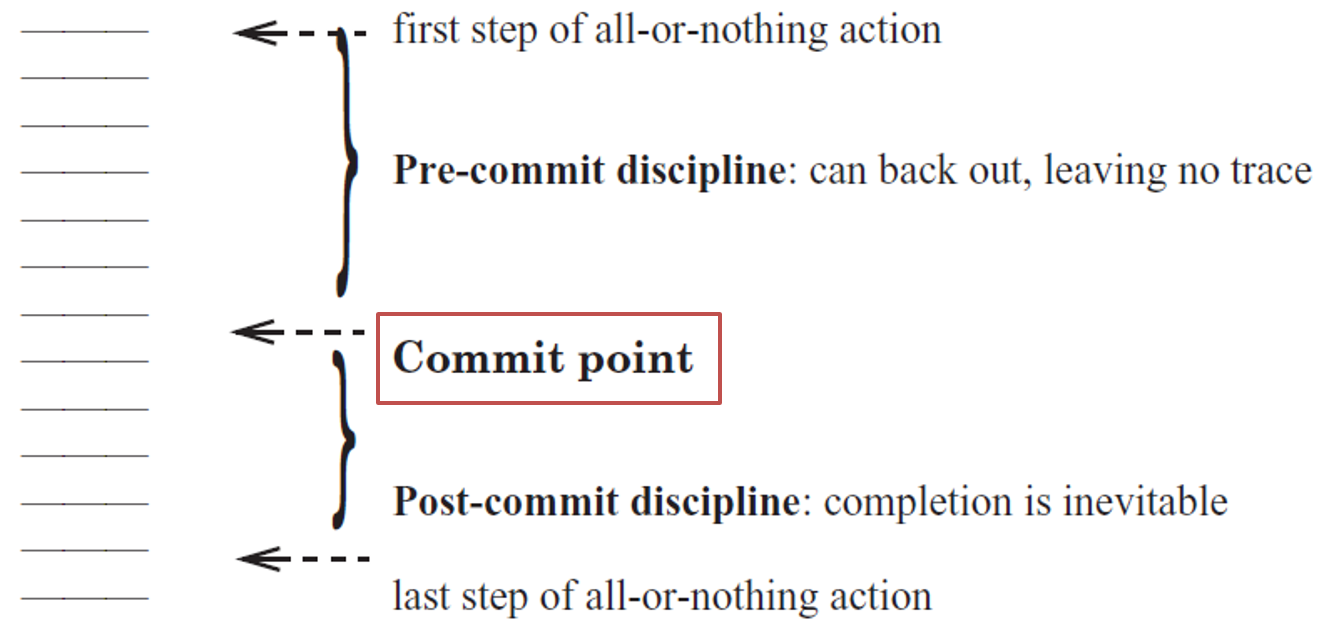 first step of all-or-nothing action
Pre-commit discipline: can back out, leaving no trace
Commit point
Post-commit discipline: completion is inevitable
last step of all-or-nothing action